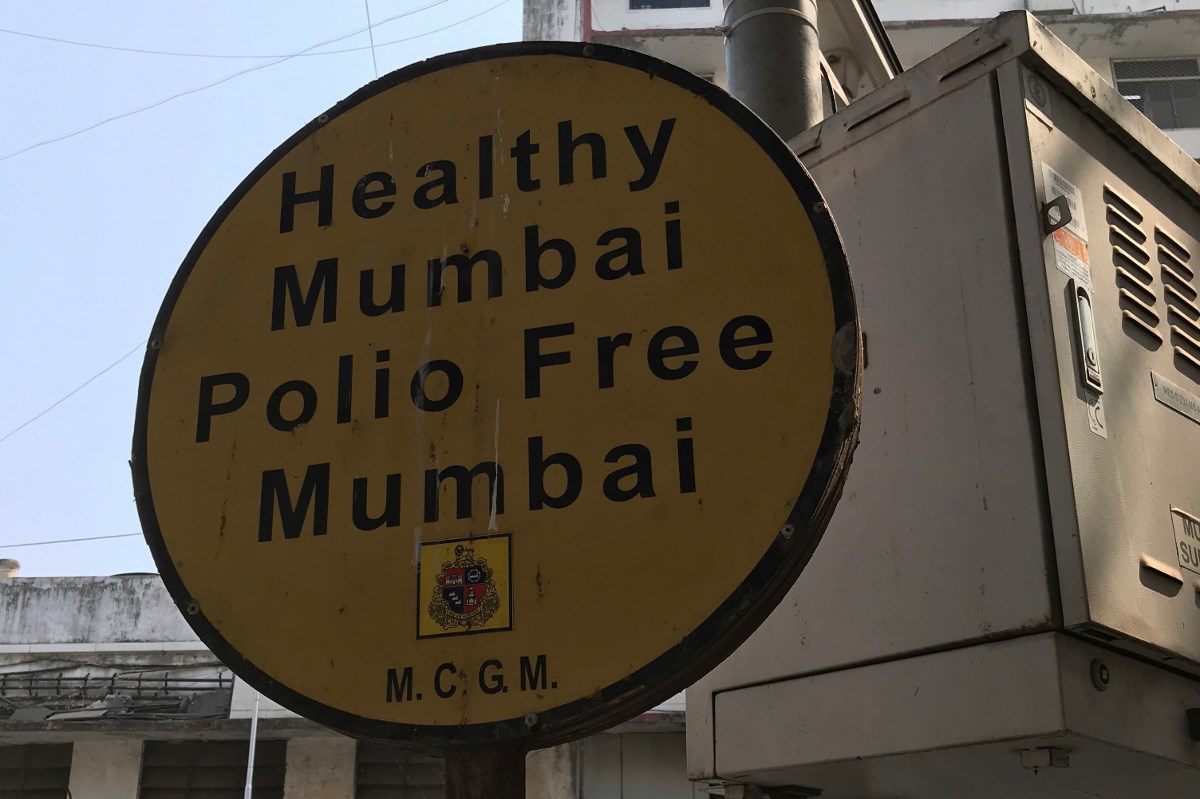 Healthy
Mumbai
Polio Free
Mumbai
M. C. G. M.